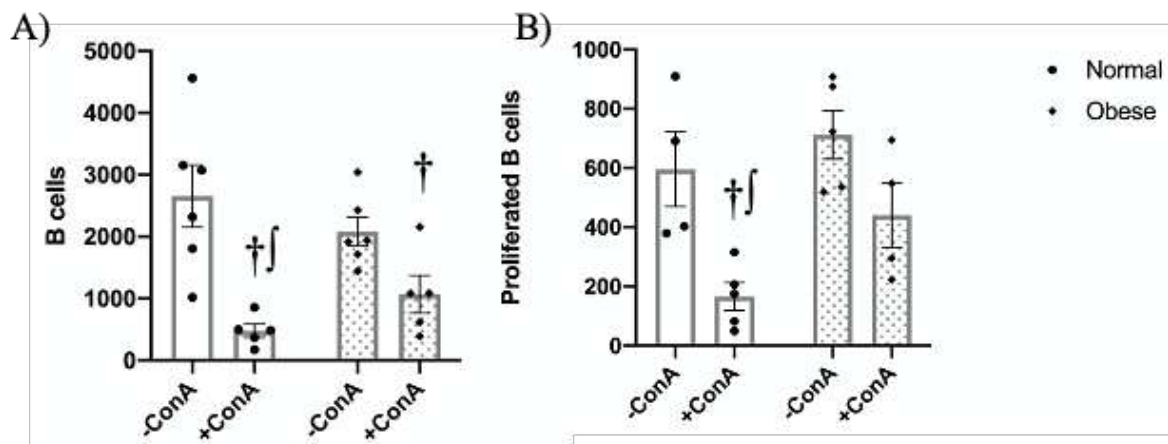 A)
B cells
5000
4000
3000
2000
1000
0
†∫
†
-ConA
+ConA
-ConA
+ConA
B)
Proliferated B cells
1000
800
600
400
200
0
†∫
-ConA
+ConA
-ConA
+ConA
Normal
Obese